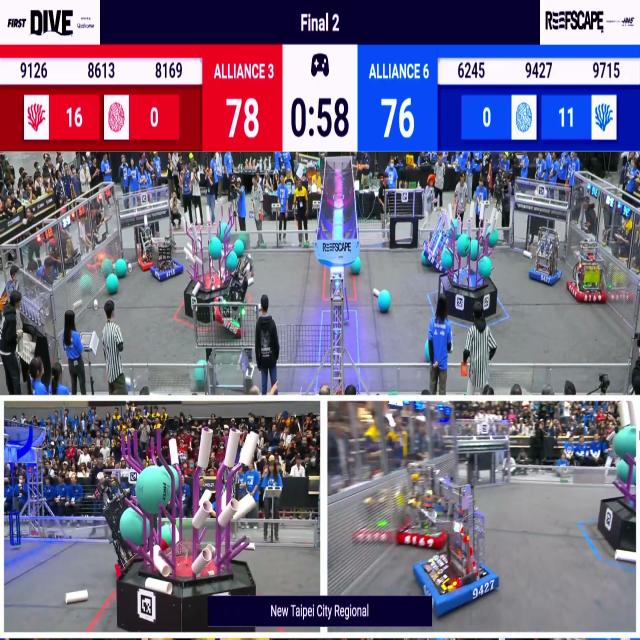 FIRST DIVE
Final 2
REEFSCAPE
9126 8613 8169
ALLIANCE 3
ALLIANCE 6
6245 9427 9715
16 0
78
0:58
76
0 11
REEFSCAPE
9427
New Taipei City Regional